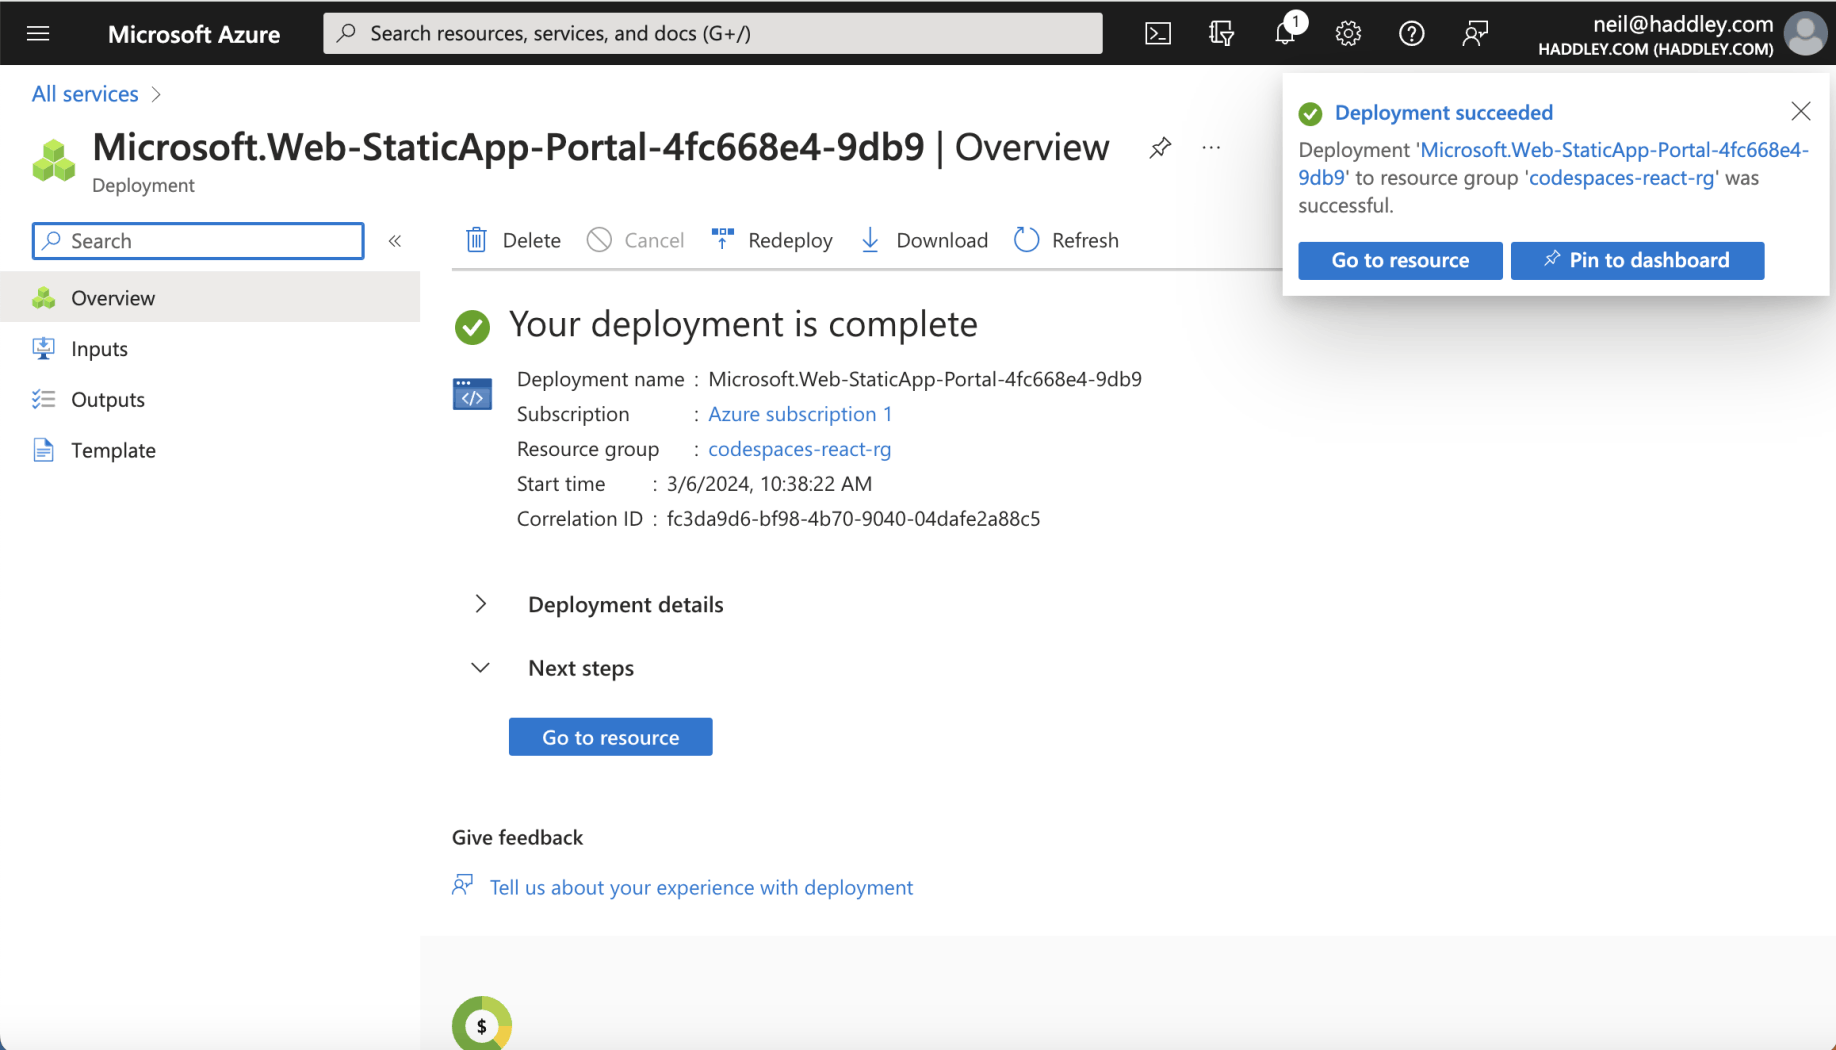 Microsoft Azure
Search resources, services, and docs (G+/)
1
neil@haddley.com
HADDLEY.COM (HADDLEY.COM)
All services
Microsoft.Web-StaticApp-Portal-4fc668e4-9db9 | Overview
Deployment
Search
Delete
Cancel
Redeploy
Download
Refresh
Overview
Inputs
Outputs
Template
Your deployment is complete
Deployment name : Microsoft.Web-StaticApp-Portal-4fc668e4-9db9
Subscription : Azure subscription 1
Resource group : codespaces-react-rg
Start time : 3/6/2024, 10:38:22 AM
Correlation ID : fc3da9d6-bf98-4b70-9040-04dafe2a88c5
Deployment details
Next steps
Go to resource
Give feedback
Tell us about your experience with deployment
$
Deployment succeeded
Deployment 'Microsoft.Web-StaticApp-Portal-4fc668e4-
9db9' to resource group 'codespaces-react-rg' was
successful.
Go to resource
Pin to dashboard